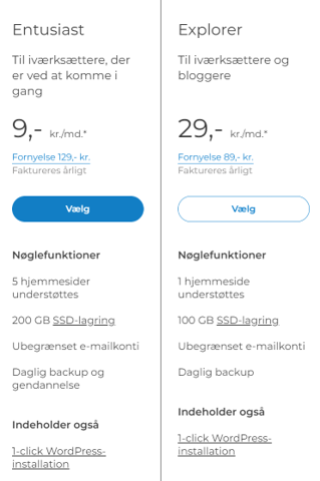 Entusiast
Til iværksættere, der
er ved at komme i
gang
9,- kr./md.*
Fornyelse 129,- kr.
Faktureres årligt
Vælg
Nøglefunktioner
5 hjemmesider
understøttes
200 GB SSD-lagring
Ubegrænset e-mailkonti
Daglig backup og
gendannelse
Indeholder også
1-click WordPress-
installation
Explorer
Til iværksættere og
bloggere
29,- kr./md.*
Fornyelse 89,- kr.
Faktureres årligt
Vælg
Nøglefunktioner
1 hjemmeside
understøttes
100 GB SSD-lagring
Ubegrænset e-mailkonti
Daglig backup
Indeholder også
1-click WordPress-
installation